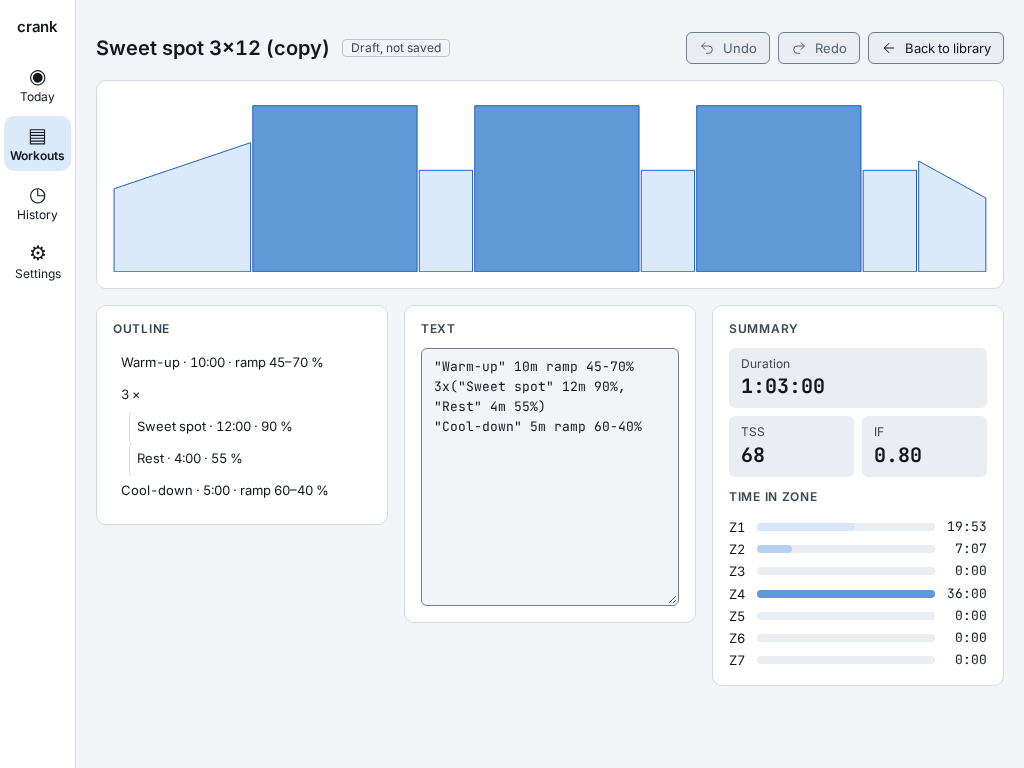 crank
Today
Workouts
History
Settings
Sweet spot 3×12 (copy)
Draft, not saved
Undo
Redo
Back to library
OUTLINE
Warm-up · 10:00 · ramp 45–70 %
3 ×
Sweet spot · 12:00 · 90 %
Rest · 4:00 · 55 %
Cool-down · 5:00 · ramp 60–40 %
TEXT
"Warm-up" 10m ramp 45-70%
3x("Sweet spot" 12m 90%,
"Rest" 4m 55%)
"Cool-down" 5m ramp 60-40%
SUMMARY
Duration
1:03:00
TSS
68
IF
0.80
TIME IN ZONE
Z1 19:53
Z2 7:07
Z3 0:00
Z4 36:00
Z5 0:00
Z6 0:00
Z7 0:00